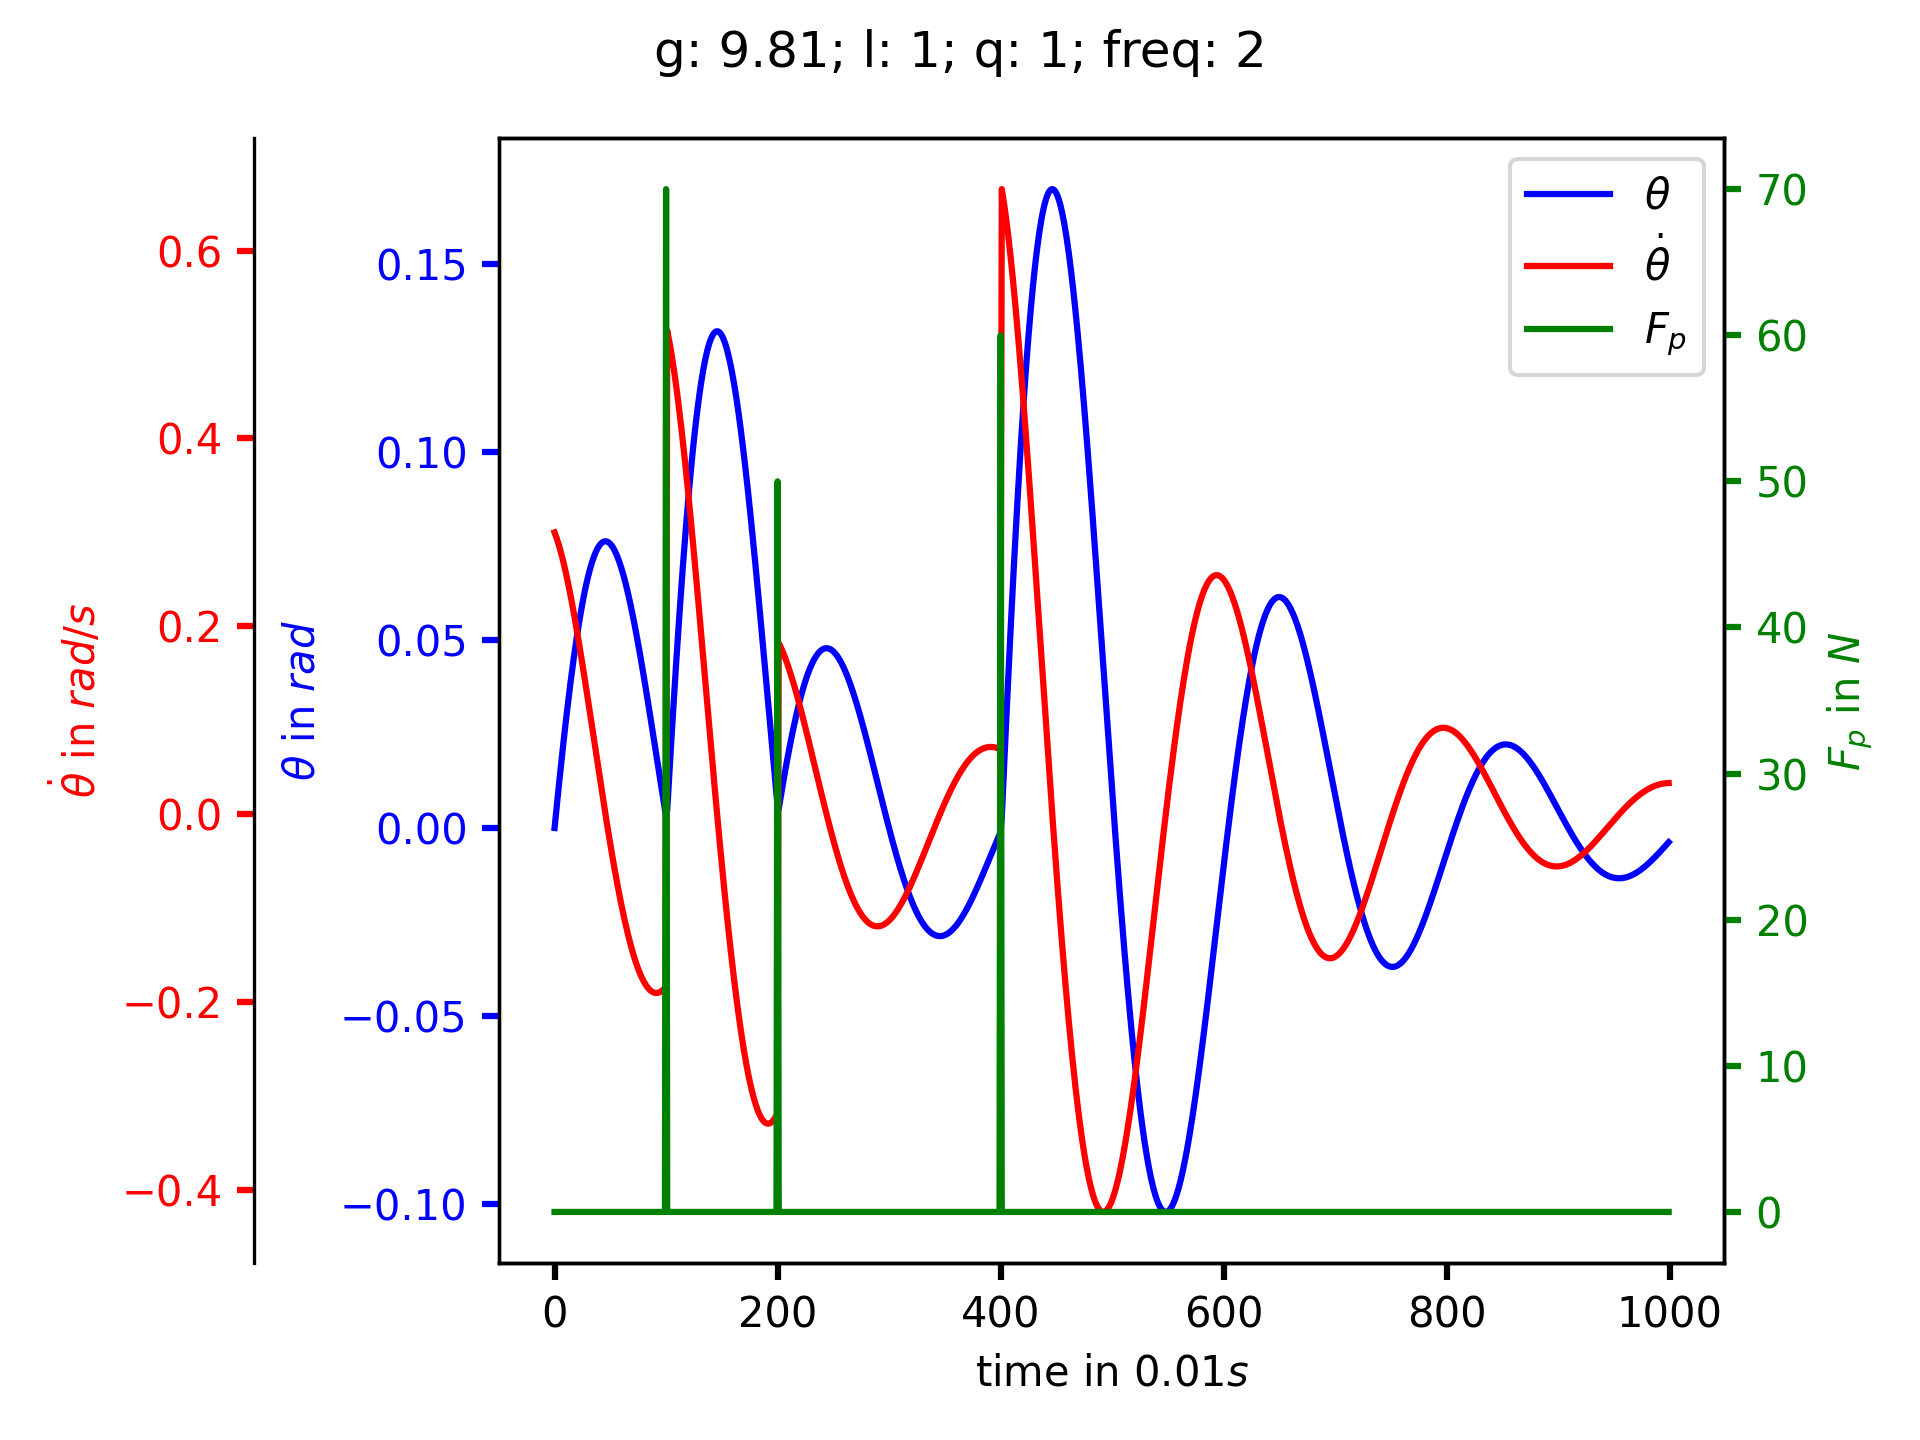 g: 9.81; l: 1; q: 1; freq: 2
θ
θ̇
F_p
0.6
0.4
0.2
0.0
−0.2
−0.4
θ̇ in rad/s
0.15
0.10
0.05
0.00
−0.05
−0.10
θ in rad
70
60
50
40
30
20
10
0
F_p in N
0 200 400 600 800 1000
time in 0.01s